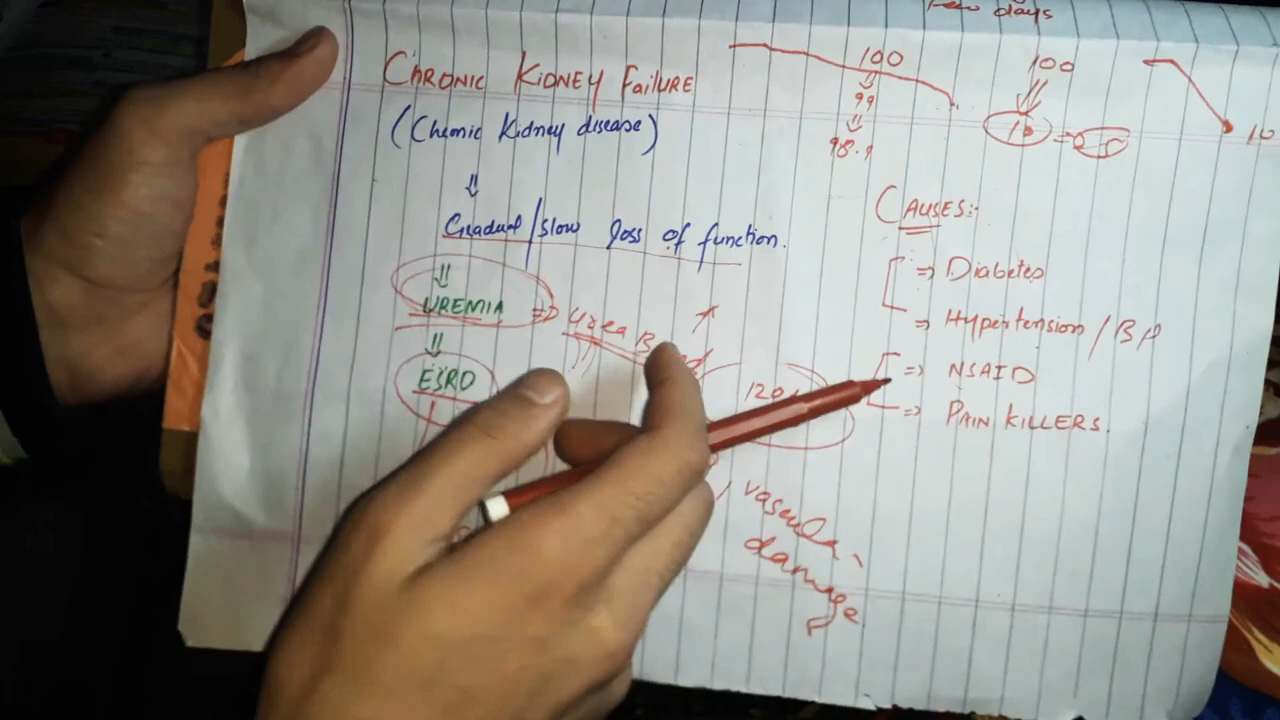 Few days
CHRONIC KIDNEY FAILURE
(Chronic Kidney disease)
⇓
Gradual/slow loss of function.
⇓
UREMIA ⇒ Urea
⇓
ESRD
100
⇓
99
⇓
98.9
100
10
10
CAUSES:-
⇒ Diabetes
⇒ Hypertension / BP
⇒ NSAID
⇒ PAIN KILLERS.
120
vascular
damage